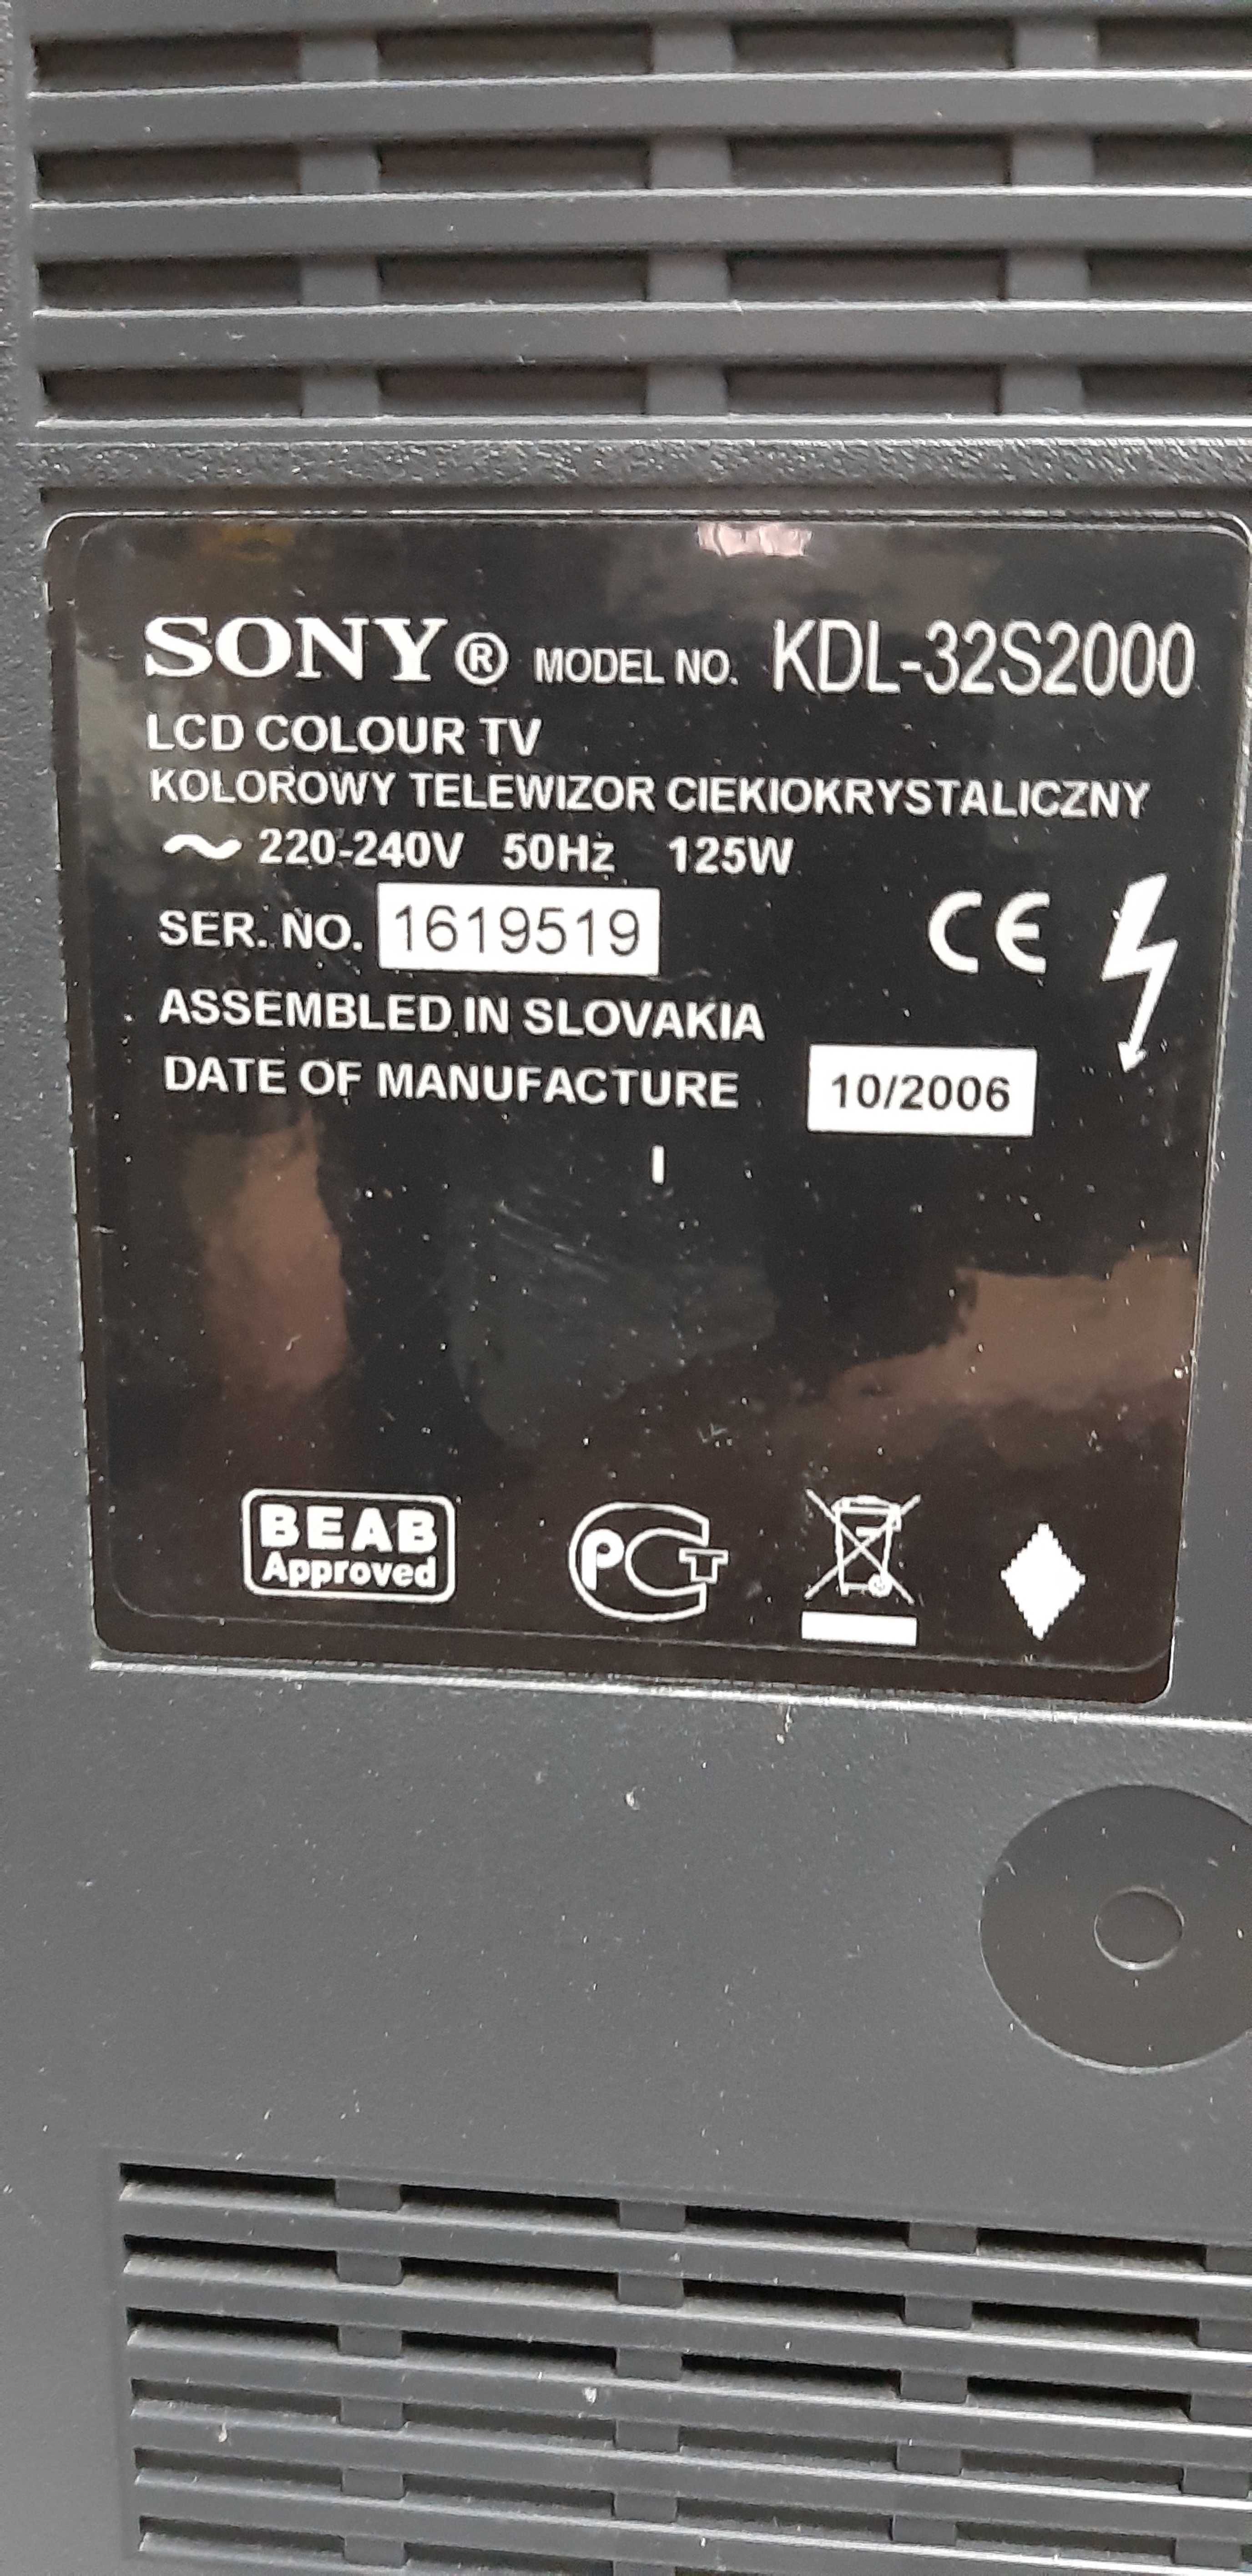 SONY® MODEL NO. KDL-32S2000
LCD COLOUR TV
KOLOROWY TELEWIZOR CIEKIOKRYSTALICZNY
~ 220-240V 50Hz 125W
SER. NO. 1619519
CE
ASSEMBLED IN SLOVAKIA
DATE OF MANUFACTURE 10/2006
I
BEAB
Approved
PCT